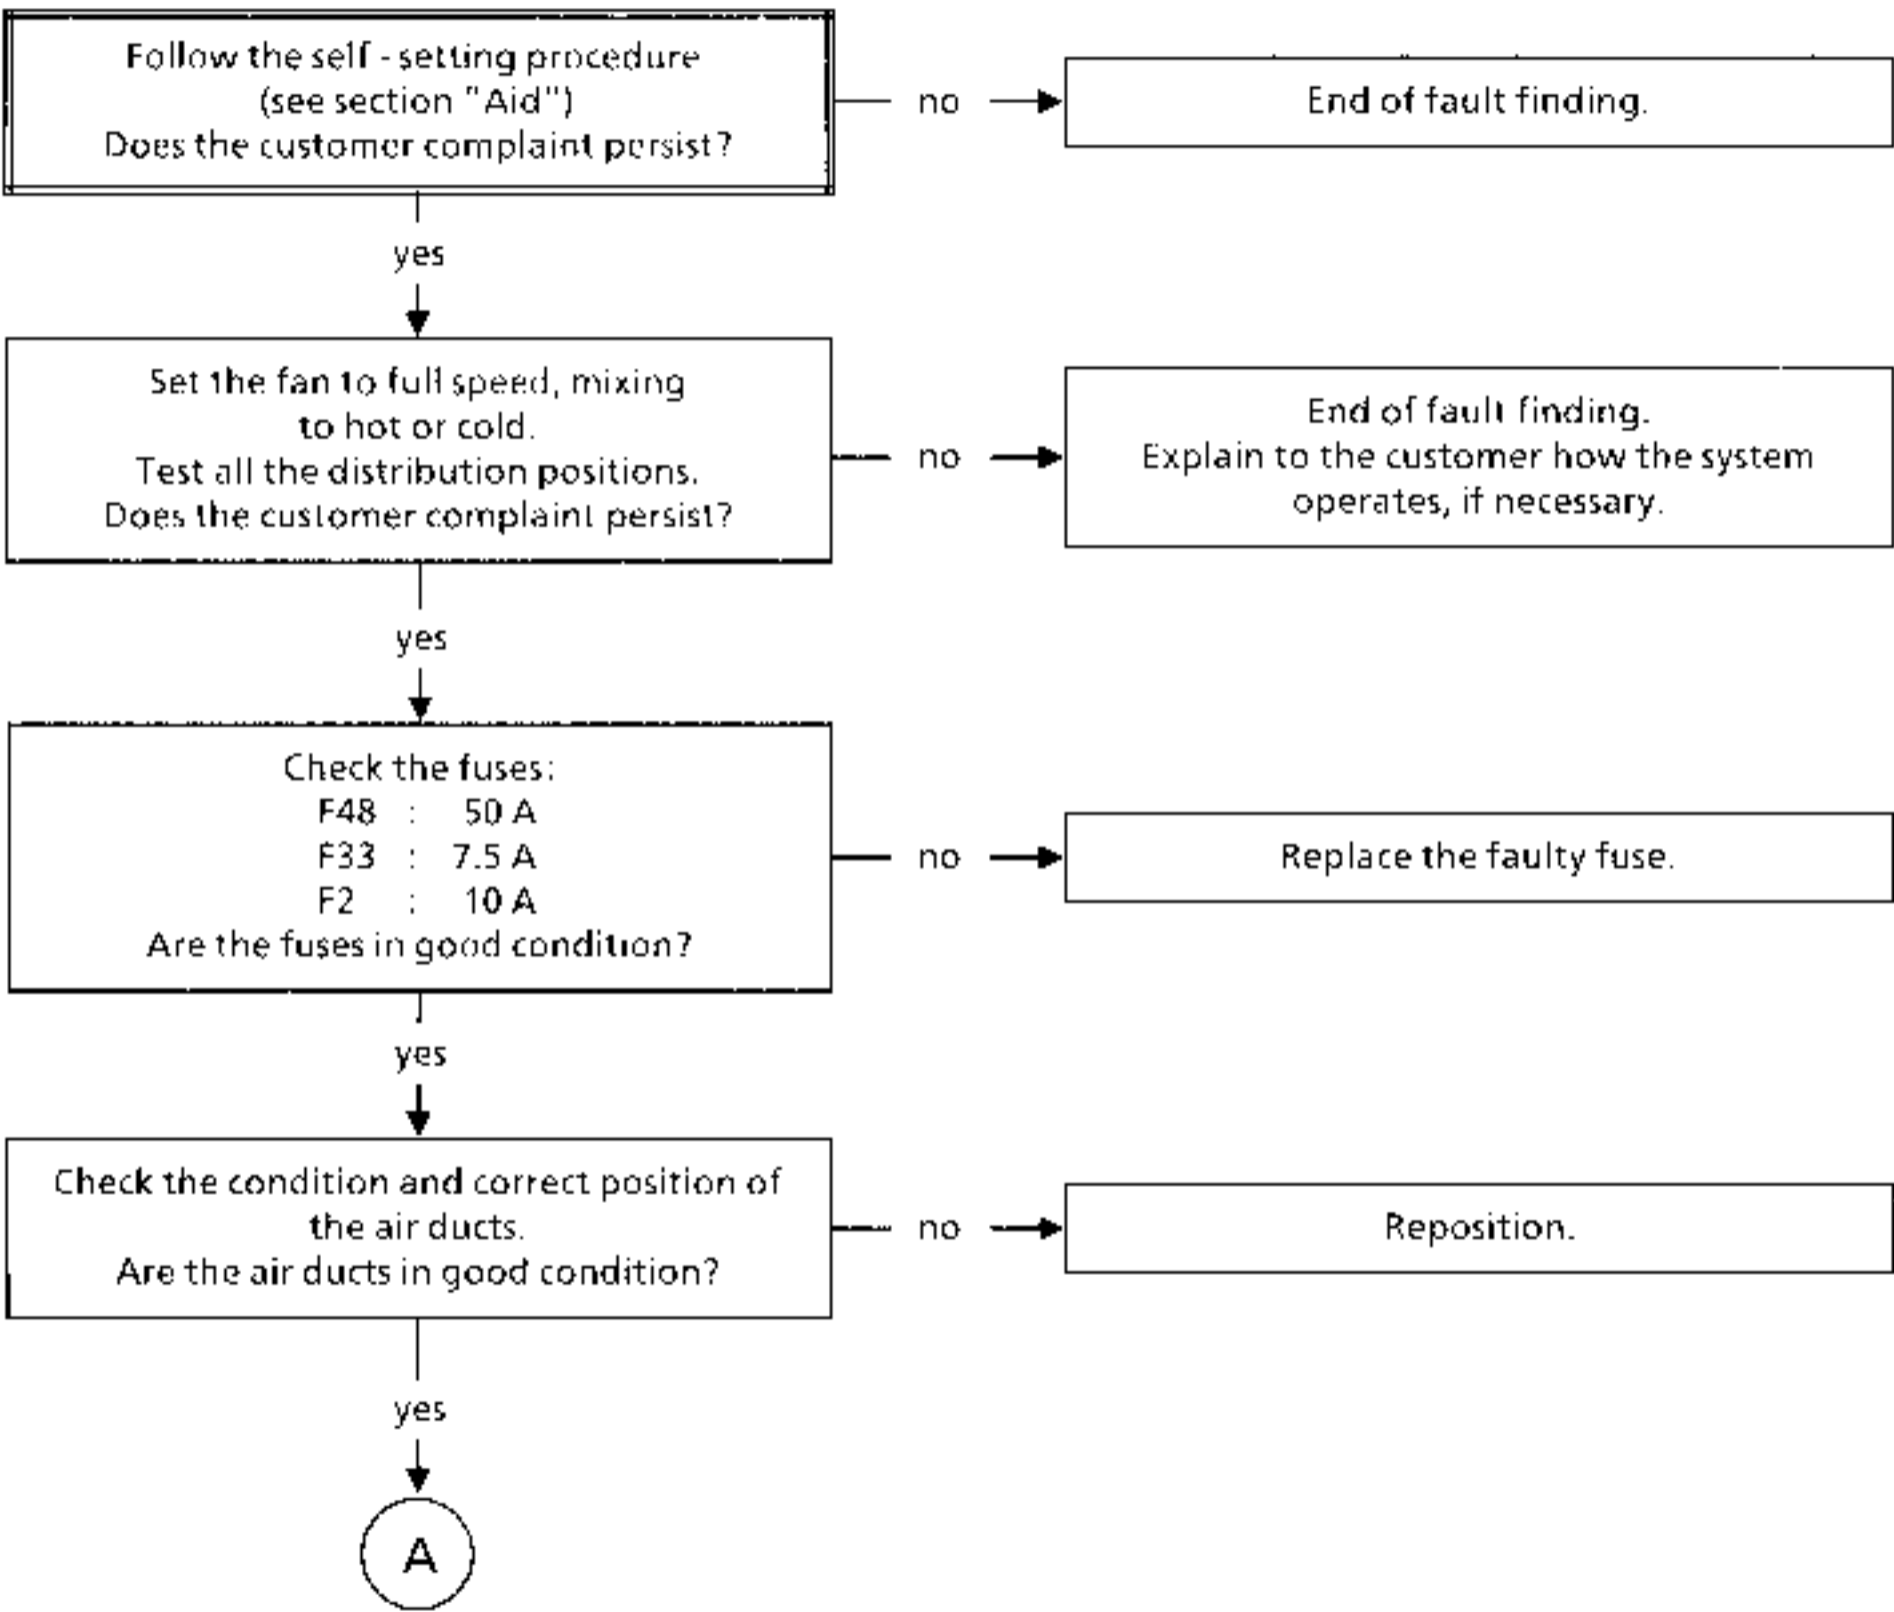 Follow the self - setting procedure
(see section "Aid")
Does the customer complaint persist?
no
End of fault finding.
yes
Set the fan to full speed, mixing
to hot or cold.
Test all the distribution positions.
Does the customer complaint persist?
no
End of fault finding.
Explain to the customer how the system
operates, if necessary.
yes
Check the fuses:
F48 : 50 A
F33 : 7.5 A
F2 : 10 A
Are the fuses in good condition?
no
Replace the faulty fuse.
yes
Check the condition and correct position of
the air ducts.
Are the air ducts in good condition?
no
Reposition.
yes
A